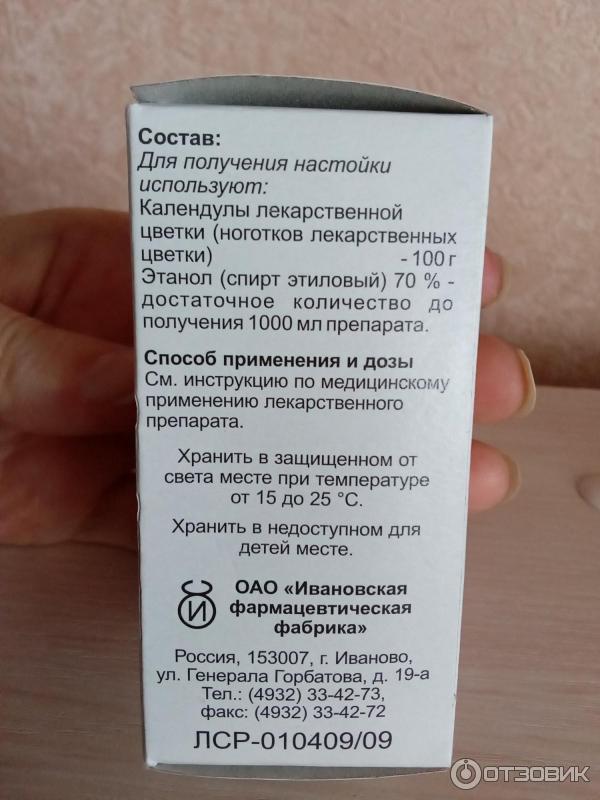 Состав:
Для получения настойки
используют:
Календулы лекарственной
цветки (ноготков лекарственных
цветки) - 100 г
Этанол (спирт этиловый) 70 % -
достаточное количество до
получения 1000 мл препарата.
Способ применения и дозы
См. инструкцию по медицинскому
применению лекарственного
препарата.
Хранить в защищенном от
света месте при температуре
от 15 до 25 °С.
Хранить в недоступном для
детей месте.
И
ОАО «Ивановская
фармацевтическая
фабрика»
Россия, 153007, г. Иваново,
ул. Генерала Горбатова, д. 19-а
Тел.: (4932) 33-42-73,
факс: (4932) 33-42-72
ЛСР-010409/09
ОТЗОВИК